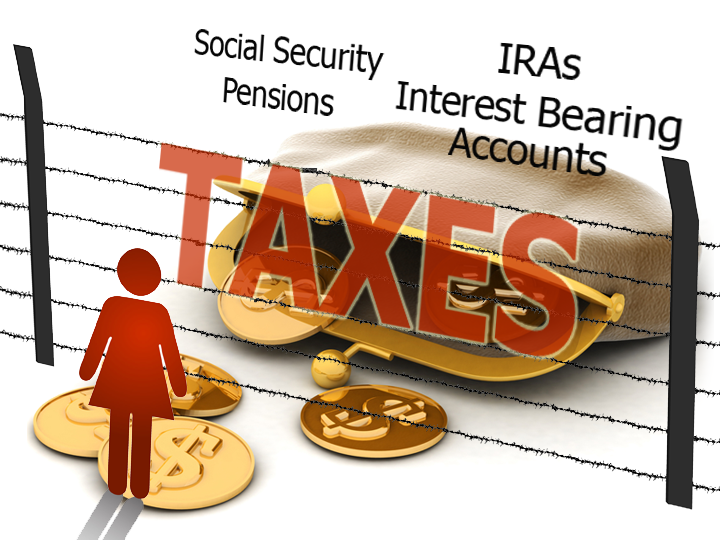 Social Security
Pensions
IRAs
Interest Bearing
Accounts
TAXES